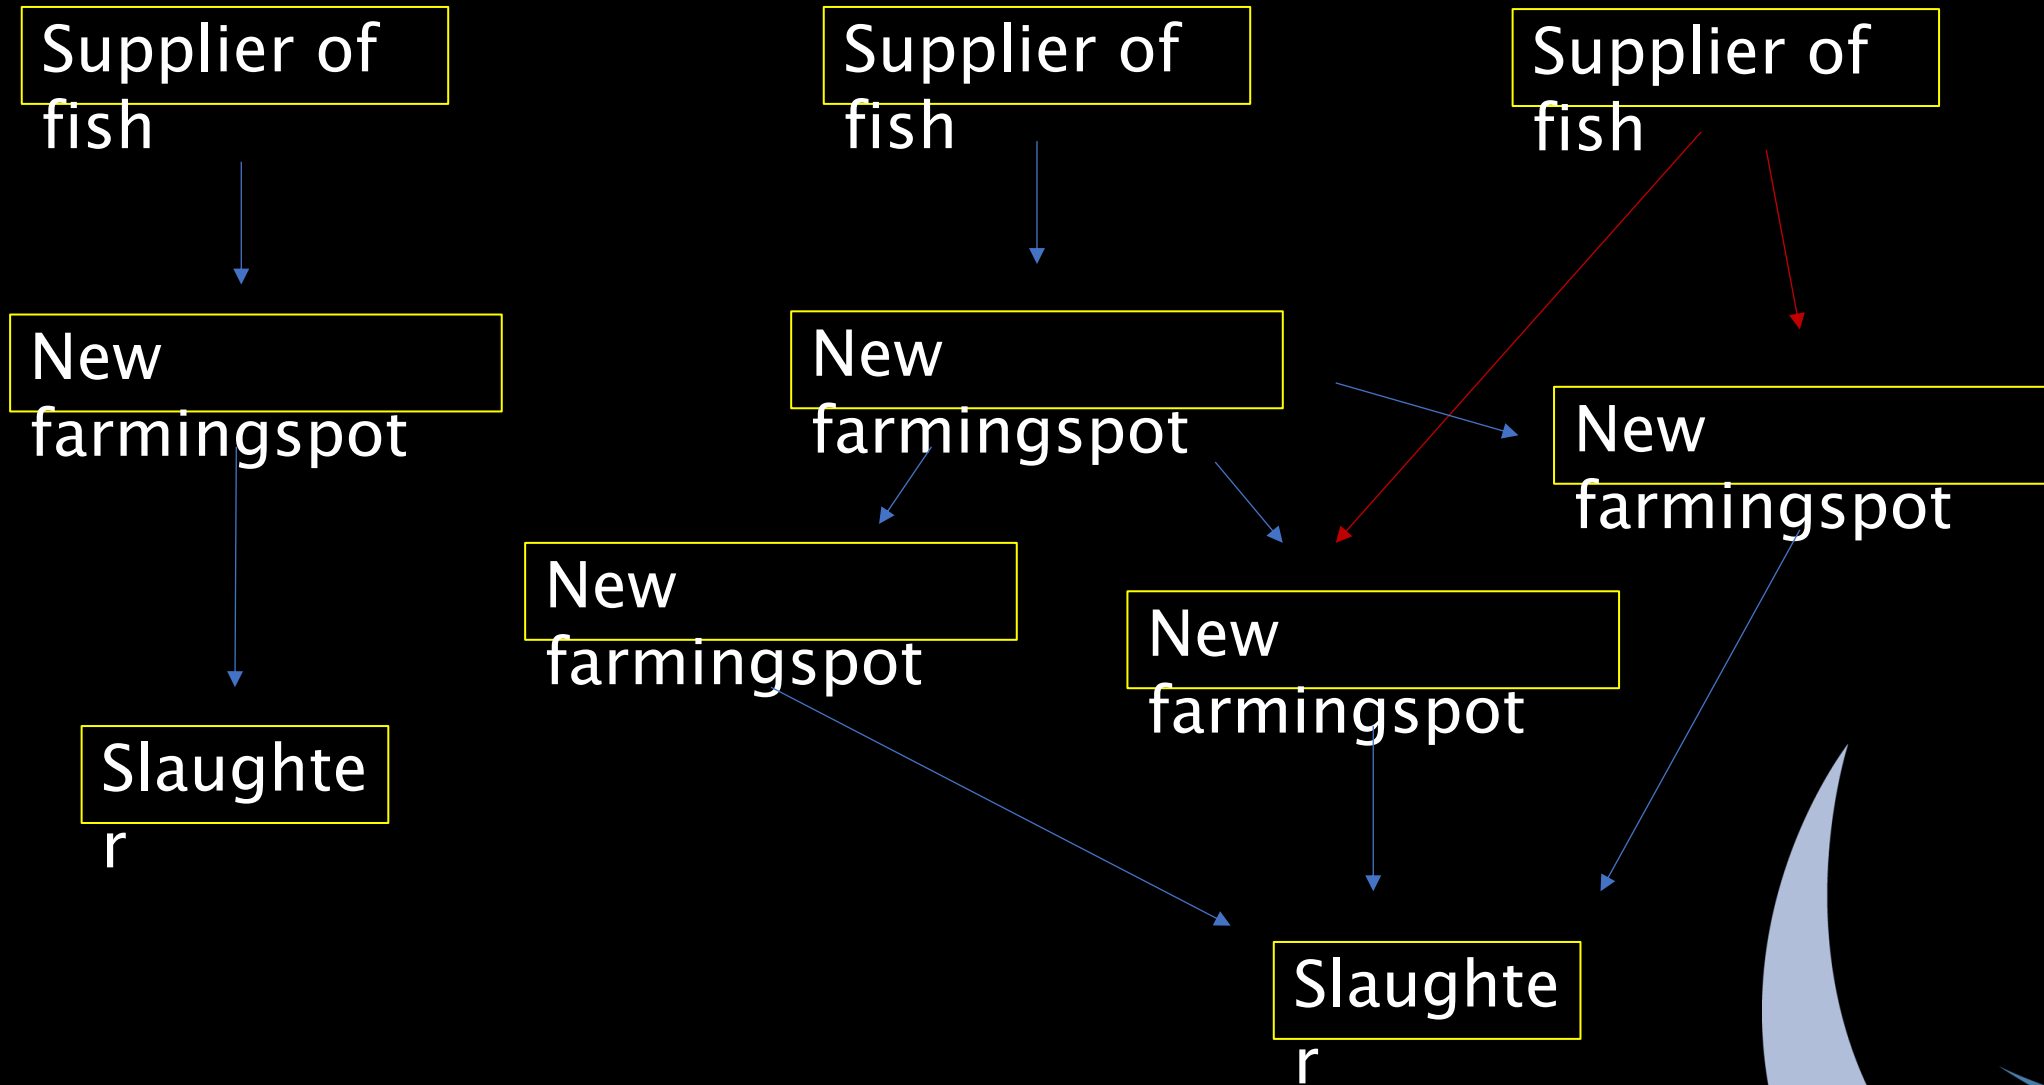 Supplier of
fish
Supplier of
fish
Supplier of
fish
New
farmingspot
New
farmingspot
New
farmingspot
New
farmingspot
New
farmingspot
Slaughte
r
Slaughte
r